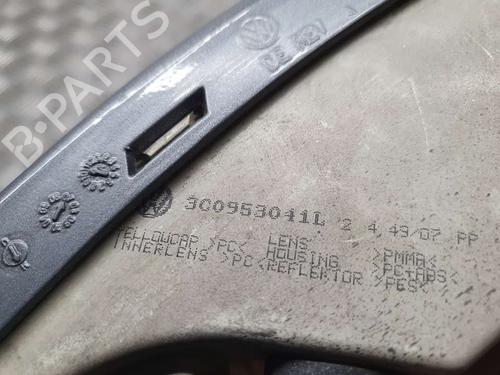 B-PARTS
3C0953041L 2 4 49/07 PP
YELLOWCAP >PC< LENS >PMMA<
HOUSING >PC+ABS<
INNERLENS >PC< REFLEKTOR >PES<